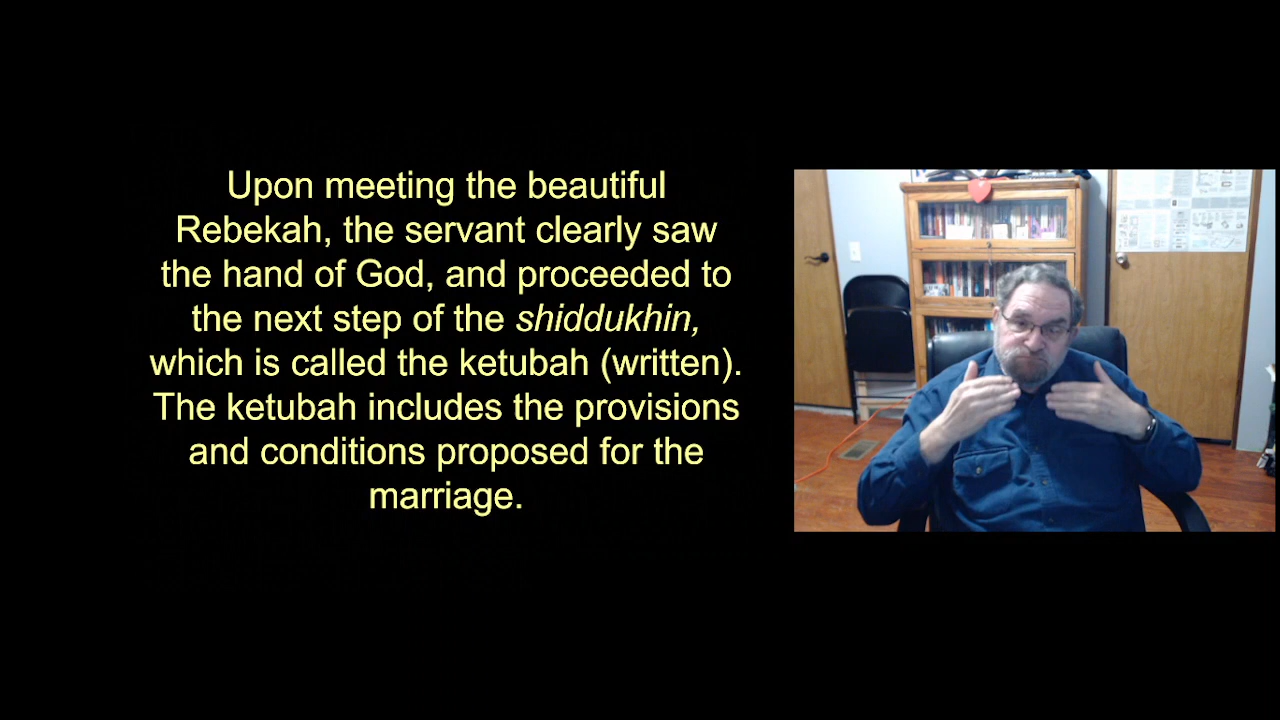 Upon meeting the beautiful
Rebekah, the servant clearly saw
the hand of God, and proceeded to
the next step of the shiddukhin,
which is called the ketubah (written).
The ketubah includes the provisions
and conditions proposed for the
marriage.